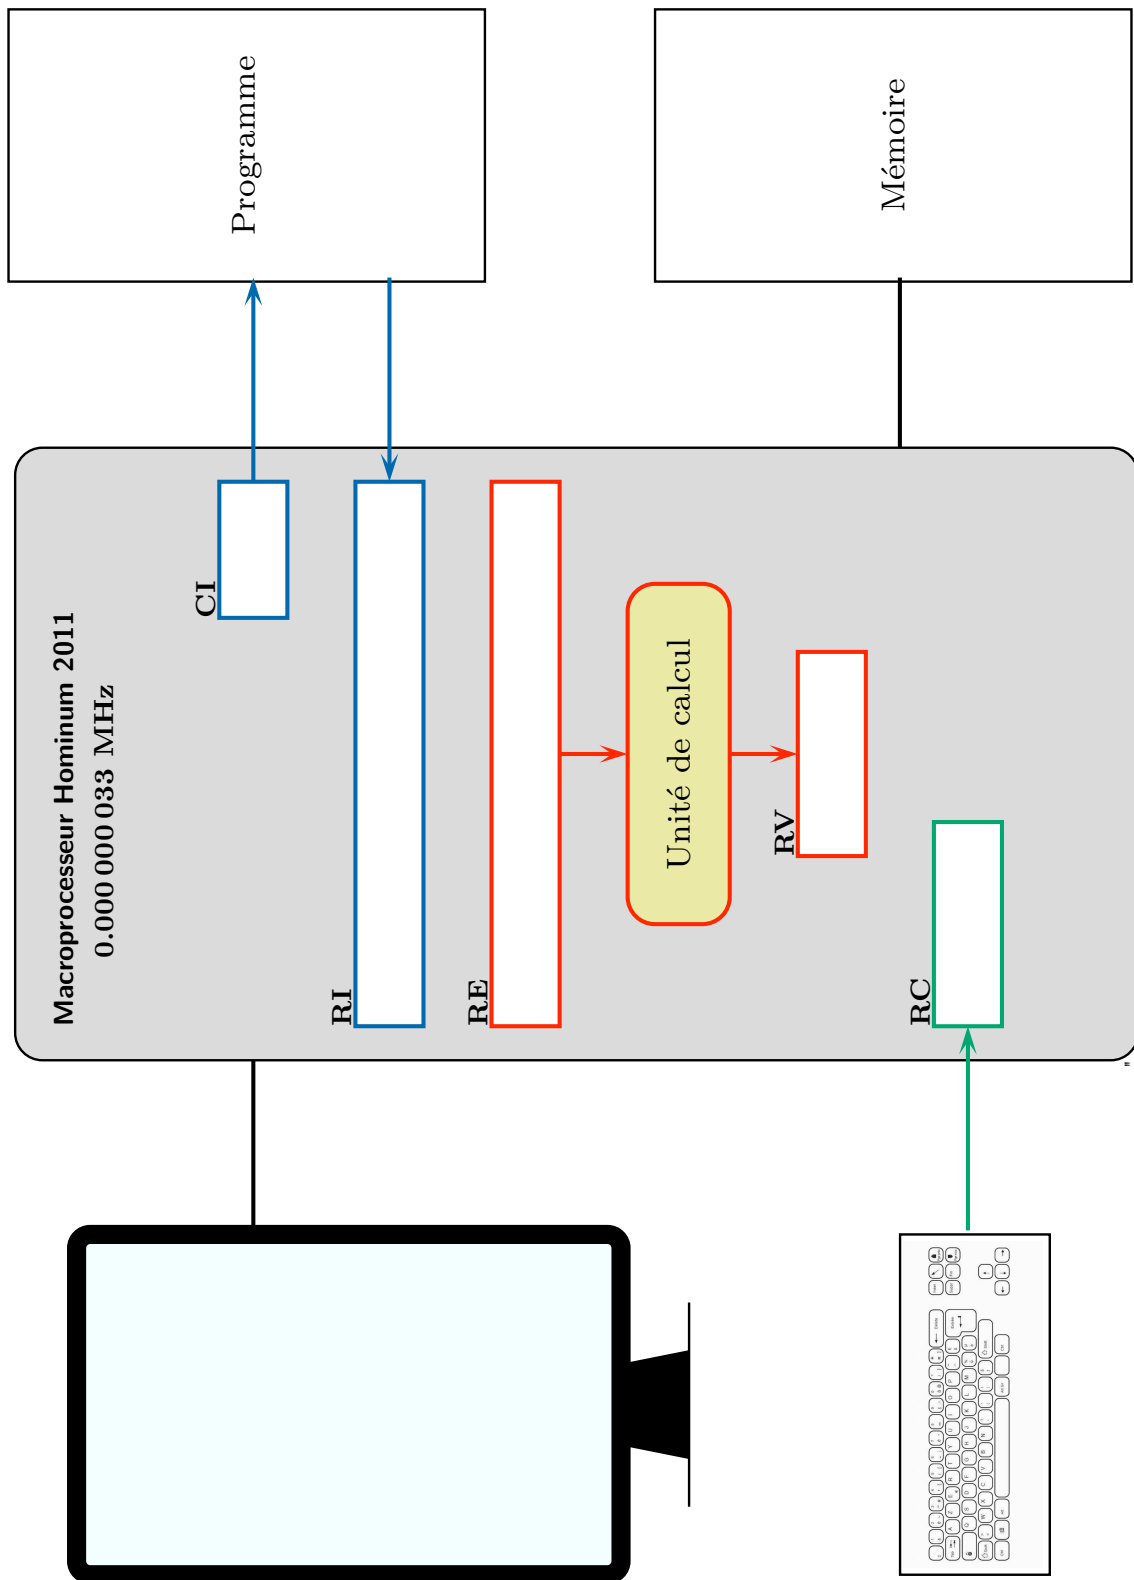 Macroprocesseur Hominum 2011
0.000 000 033 MHz
CI
RI
RE
Unité de calcul
RV
RC
Programme
Mémoire